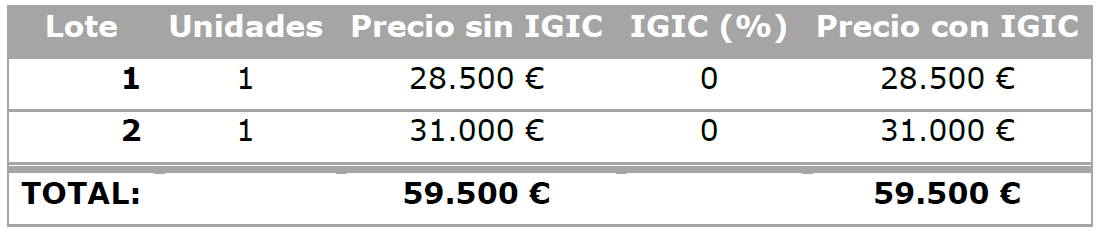 Lote Unidades Precio sin IGIC IGIC (%) Precio con IGIC
1 1 28.500 € 0 28.500 €
2 1 31.000 € 0 31.000 €
TOTAL: 59.500 € 59.500 €